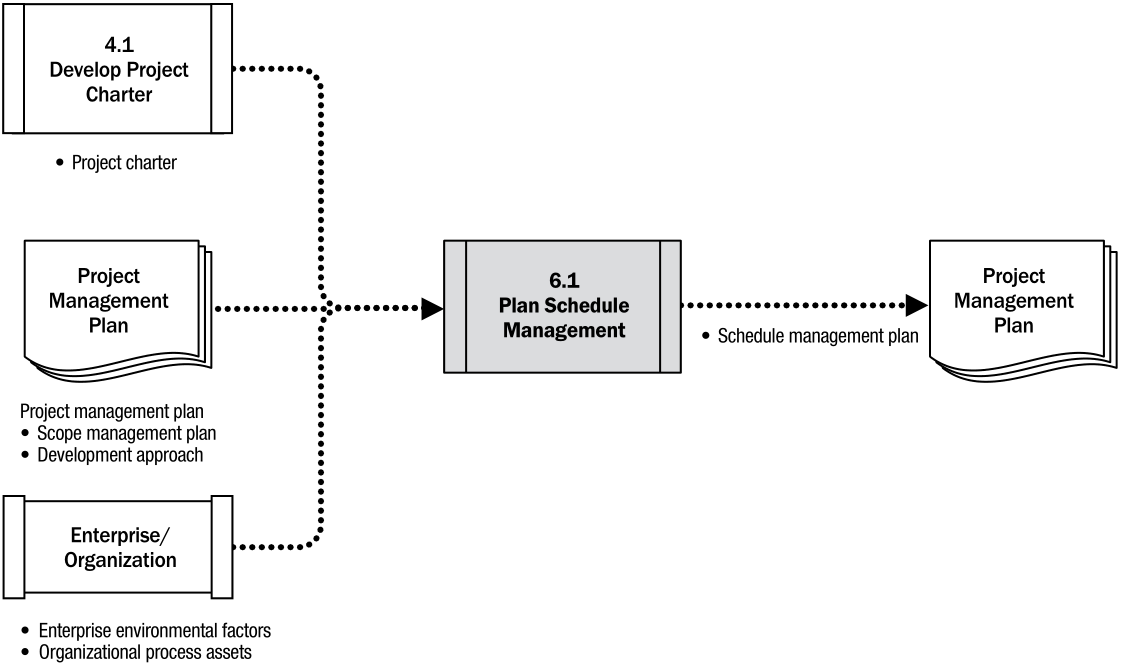 4.1
Develop Project
Charter
• Project charter
Project
Management
Plan
Project management plan
• Scope management plan
• Development approach
Enterprise/
Organization
• Enterprise environmental factors
• Organizational process assets
6.1
Plan Schedule
Management
• Schedule management plan
Project
Management
Plan